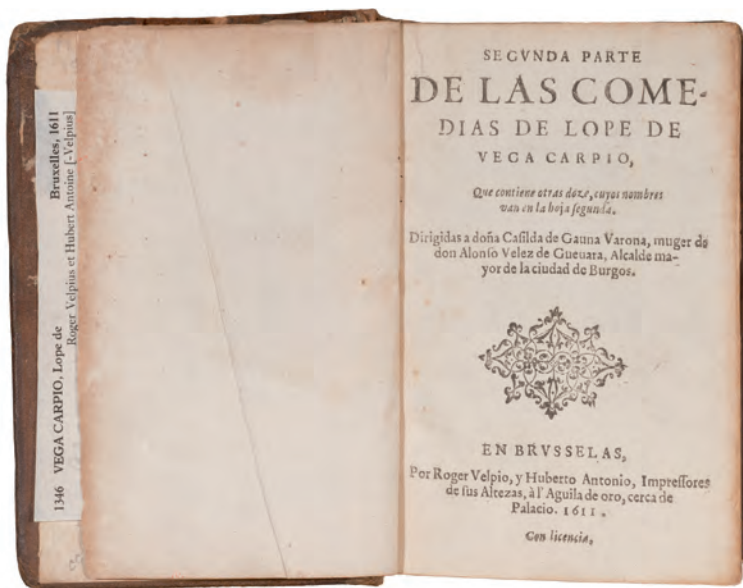 1346 VEGA CARPIO, Lope de Bruxelles, 1611
Roger Velpius et Hubert Antoine [-Velpius]
SEGVNDA PARTE
DE LAS COME-
DIAS DE LOPE DE
VEGA CARPIO,
Que contiene otras doze, cuyos nombres
van en la hoja segunda.
Dirigidas a doña Casilda de Gauna Varona, muger de
don Alonso Velez de Gueuara, Alcalde ma-
yor de la ciudad de Burgos.
EN BRVSSELAS,
Por Roger Velpio, y Huberto Antonio, Impressores
de sus Altezas, à l'Aguila de oro, cerca de
Palacio. 1611.
Con licencia,